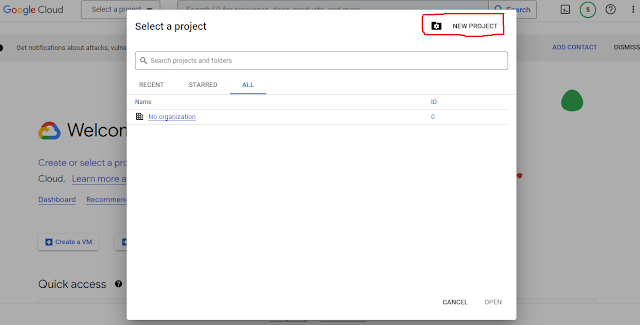 Google Cloud
Select a project
Search
5
Select a project
NEW PROJECT
Get notifications about attacks, vulne
ADD CONTACT
DISMISS
Search projects and folders
RECENT
STARRED
ALL
Name
ID
No organization
0
Welcom
Create or select a pro
Cloud. Learn more a
Dashboard
Recommen
Create a VM
Quick access
CANCEL
OPEN